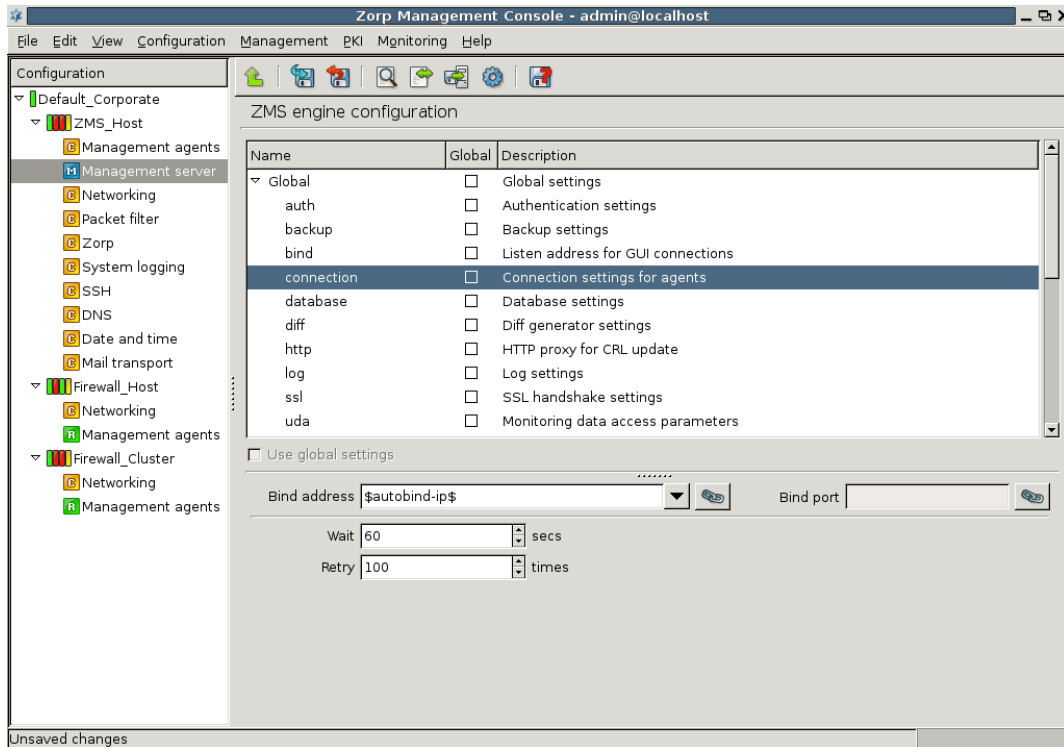 Zorp Management Console - admin@localhost
File Edit View Configuration Management PKI Monitoring Help
Configuration
Default_Corporate
ZMS_Host
C Management agents
M Management server
C Networking
C Packet filter
C Zorp
C System logging
C SSH
C DNS
C Date and time
C Mail transport
Firewall_Host
C Networking
R Management agents
Firewall_Cluster
C Networking
R Management agents
ZMS engine configuration
Name Global Description
Global Global settings
auth Authentication settings
backup Backup settings
bind Listen address for GUI connections
connection Connection settings for agents
database Database settings
diff Diff generator settings
http HTTP proxy for CRL update
log Log settings
ssl SSL handshake settings
uda Monitoring data access parameters
Use global settings
Bind address $autobind-ip$ Bind port
Wait 60 secs
Retry 100 times
Unsaved changes